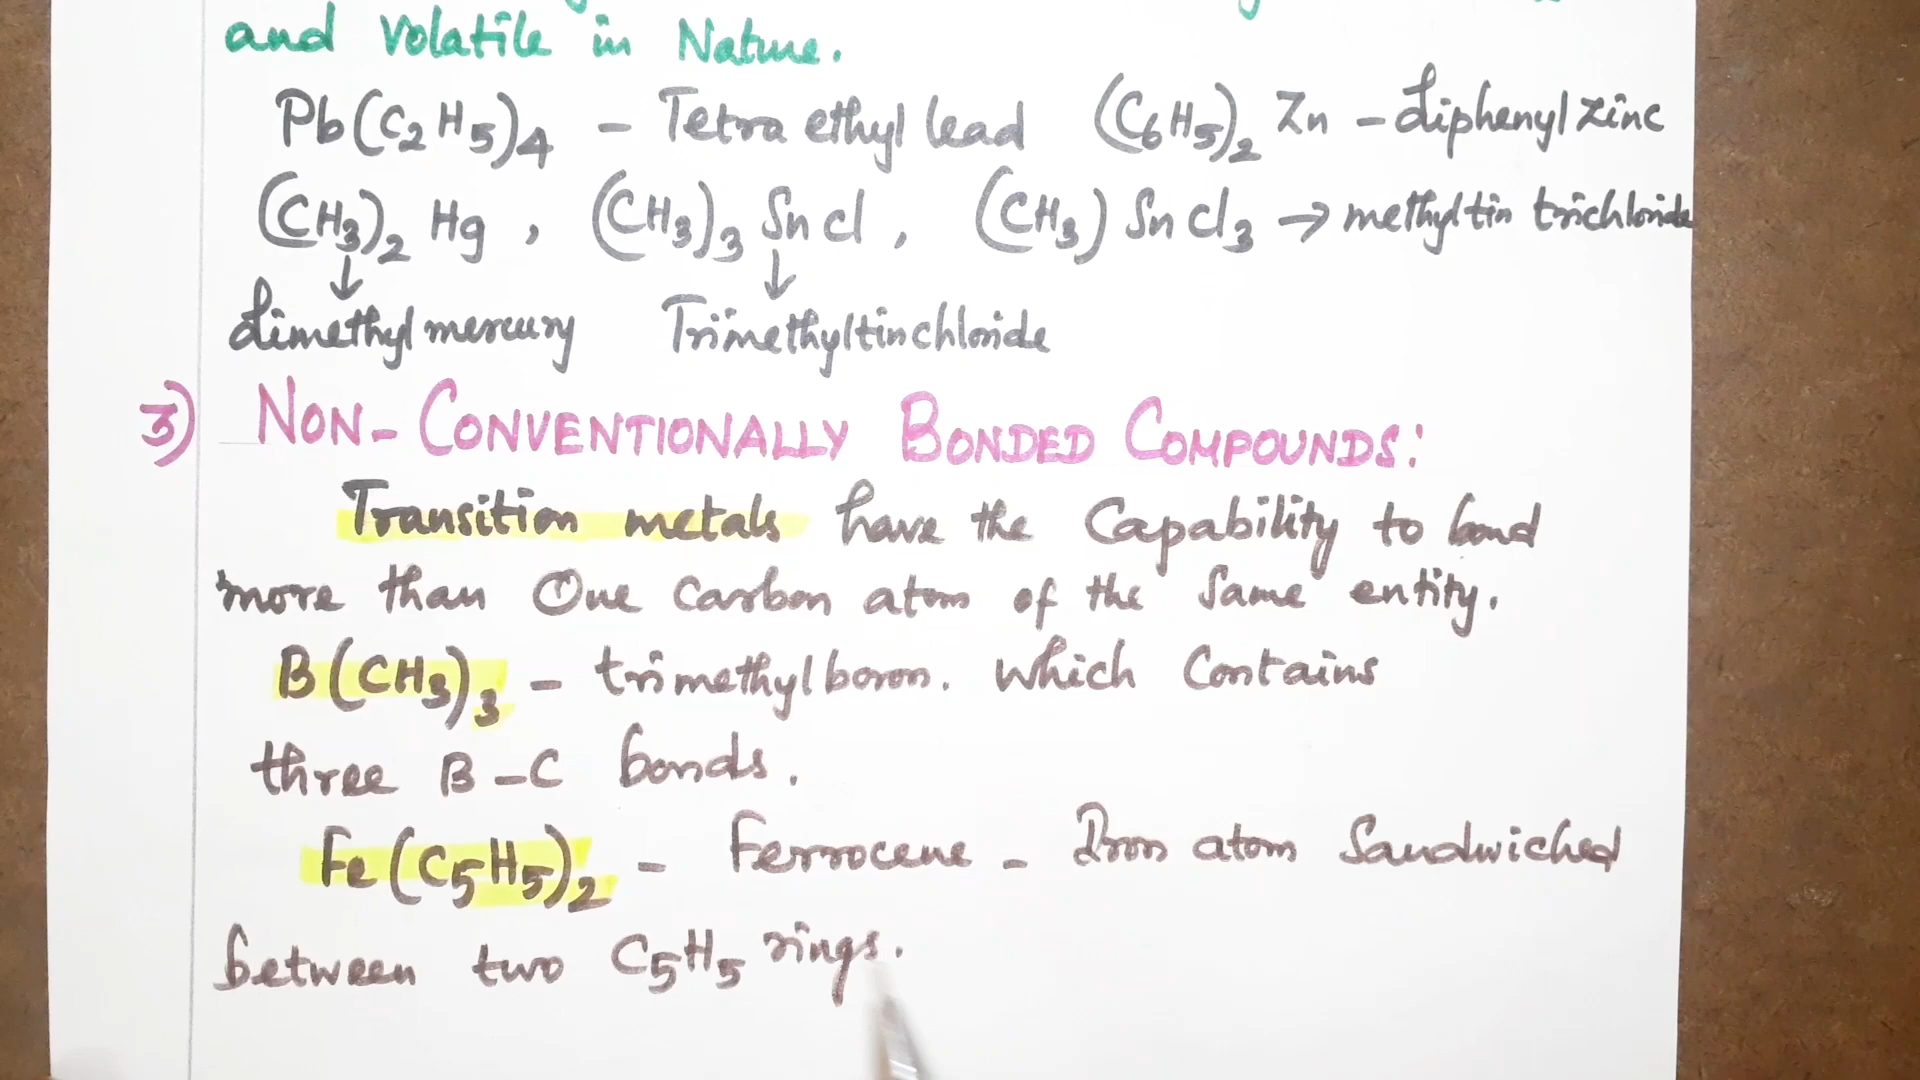 and volatile in Nature.
Pb(C₂H₅)₄ - Tetra ethyl lead (C₆H₅)₂ Zn - diphenyl zinc
(CH₃)₂ Hg , (CH₃)₃ Sn Cl , (CH₃) Sn Cl₃ → methyltin trichloride
↓ ↓
dimethyl mercury Trimethyltinchloride
3) NON-CONVENTIONALLY BONDED COMPOUNDS:
Transition metals have the Capability to bond
more than One Carbon atom of the Same entity.
B(CH₃)₃ - trimethylboron. Which Contains
three B-C bonds.
Fe(C₅H₅)₂ - Ferrocene - Iron atom Sandwiched
between two C₅H₅ rings.